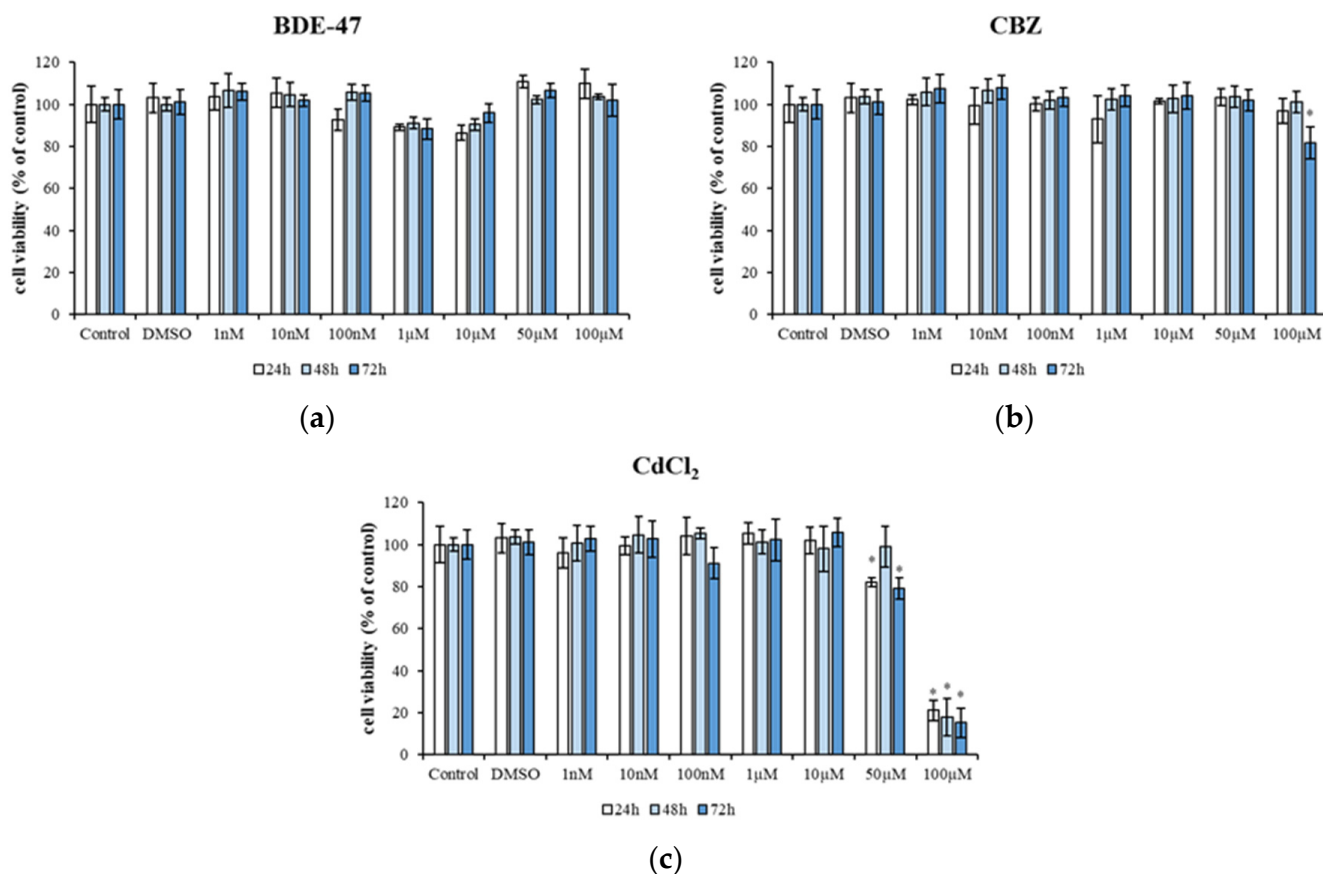 BDE-47
cell viability (% of control)
120
100
80
60
40
20
0
Control DMSO 1nM 10nM 100nM 1µM 10µM 50µM 100µM
24h 48h 72h
(a)
CBZ
cell viability (% of control)
120
100
80
60
40
20
0
*
Control DMSO 1nM 10nM 100nM 1µM 10µM 50µM 100µM
24h 48h 72h
(b)
CdCl₂
cell viability (% of control)
120
100
80
60
40
20
0
* *
* * *
Control DMSO 1nM 10nM 100nM 1µM 10µM 50µM 100µM
24h 48h 72h
(c)